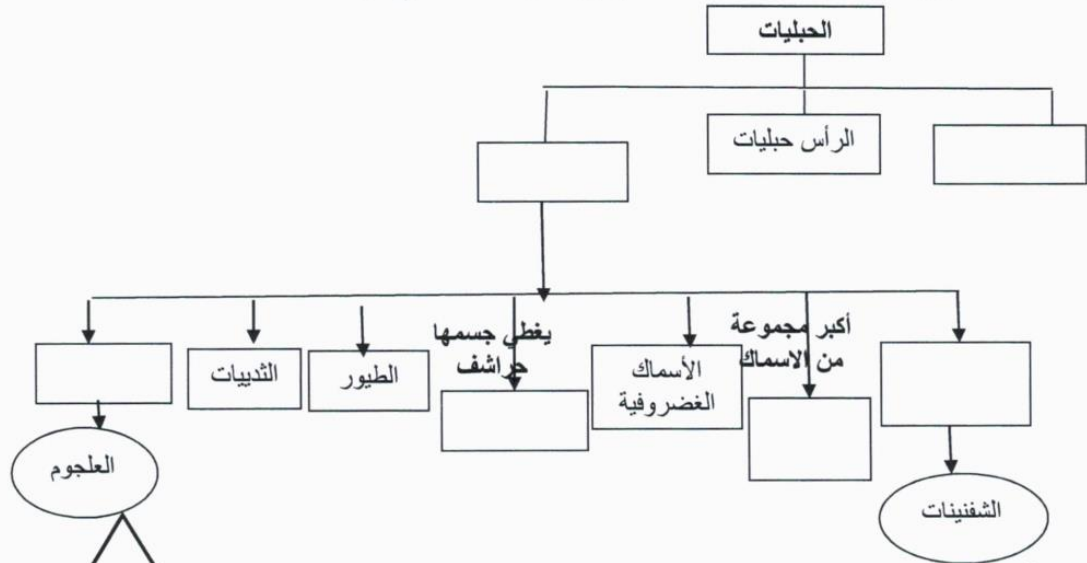 الحبليات
الرأس حبليات
يغطي جسمها
حراشف
أكبر مجموعة
من الاسماك
الثدييات
الطيور
الأسماك
الغضروفية
العلجوم
الشفنينات